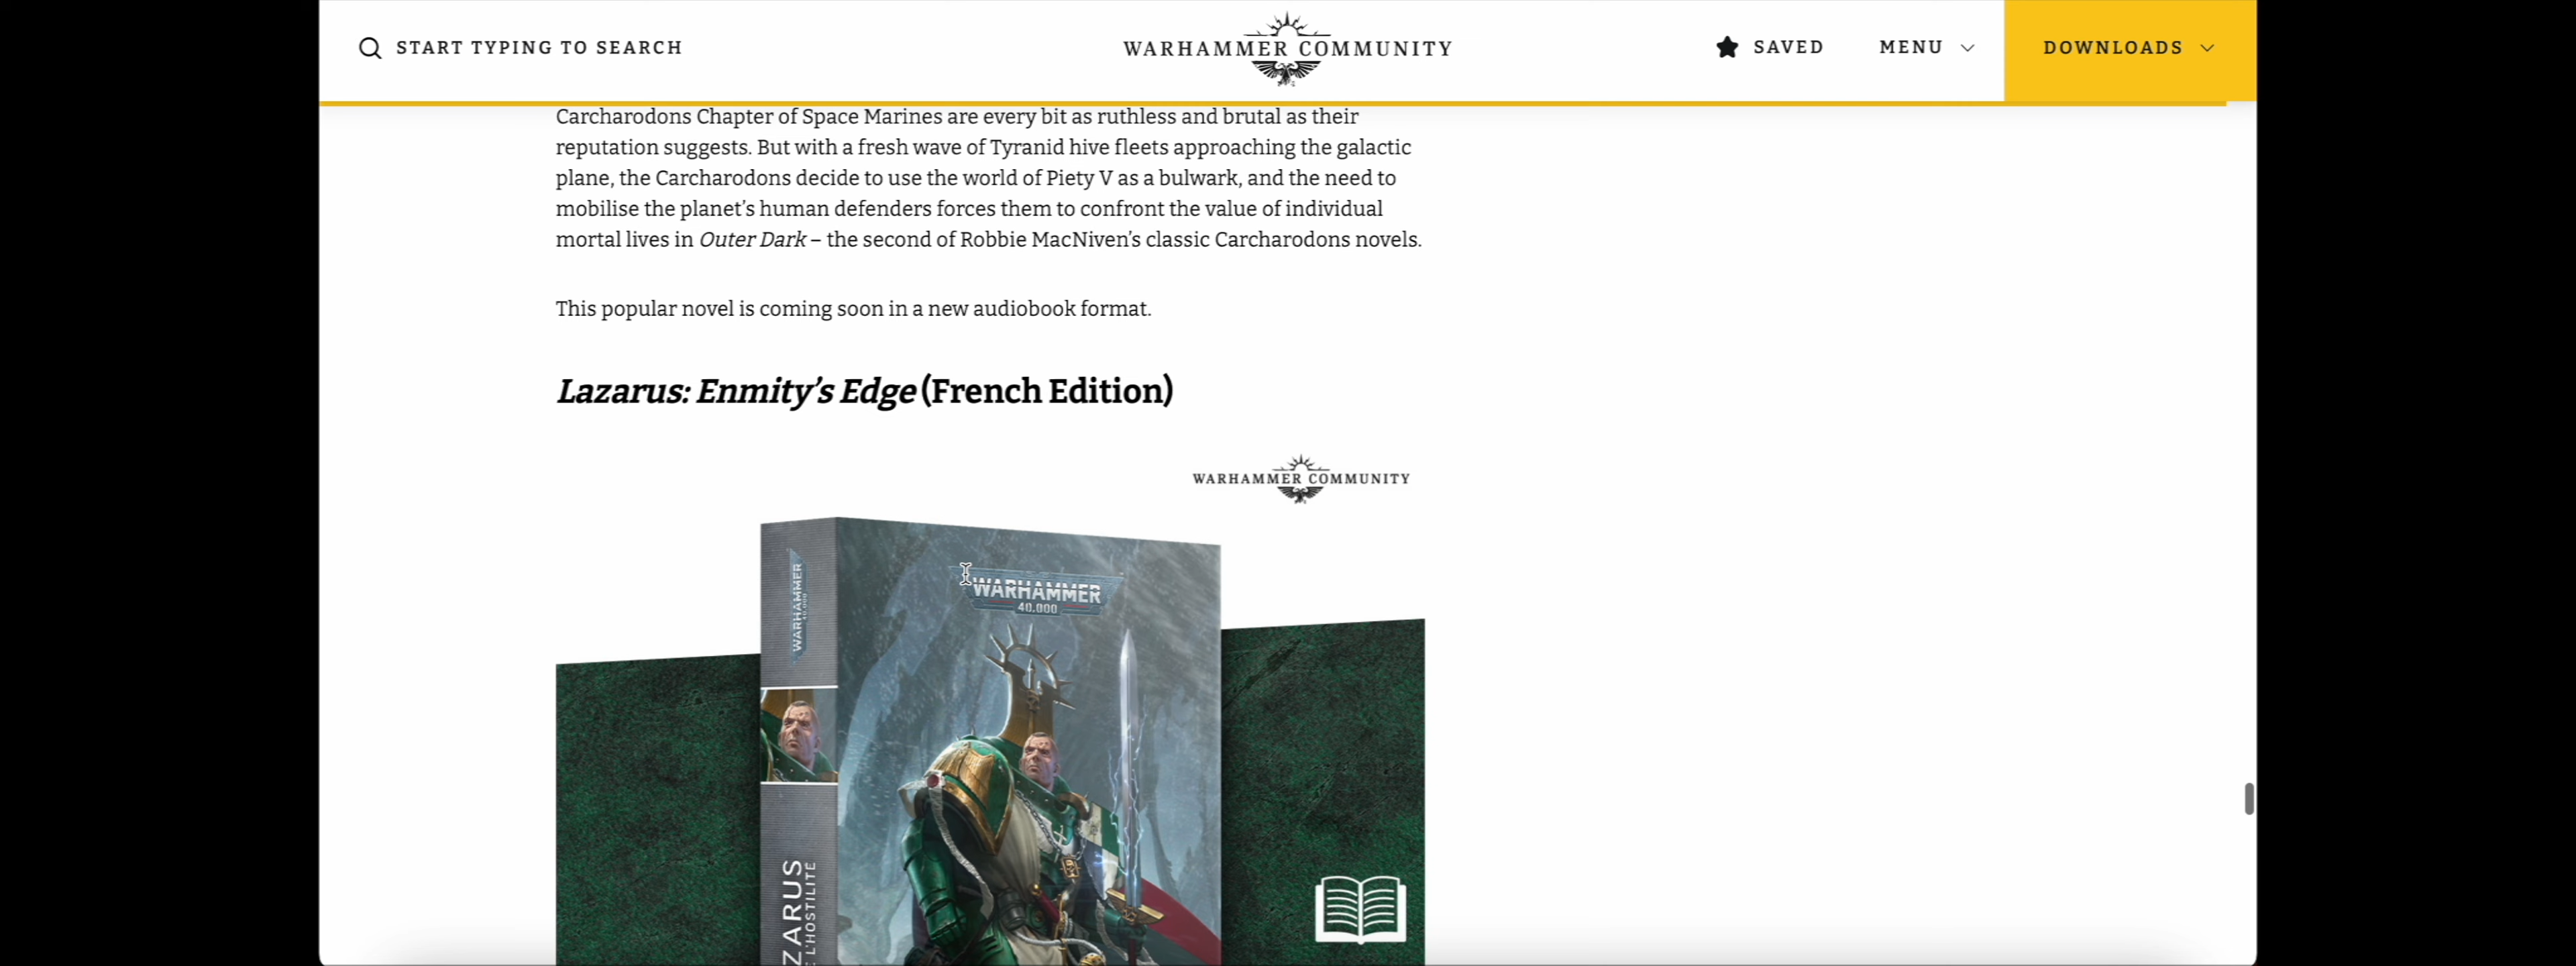 START TYPING TO SEARCH
WARHAMMER COMMUNITY
SAVED
MENU
DOWNLOADS
Carcharodons Chapter of Space Marines are every bit as ruthless and brutal as their
reputation suggests. But with a fresh wave of Tyranid hive fleets approaching the galactic
plane, the Carcharodons decide to use the world of Piety V as a bulwark, and the need to
mobilise the planet’s human defenders forces them to confront the value of individual
mortal lives in Outer Dark – the second of Robbie MacNiven’s classic Carcharodons novels.
This popular novel is coming soon in a new audiobook format.
Lazarus: Enmity’s Edge (French Edition)
WARHAMMER COMMUNITY
WARHAMMER
40,000
WARHAMMER
40,000
ZARUS
L'HOSTILITÉ